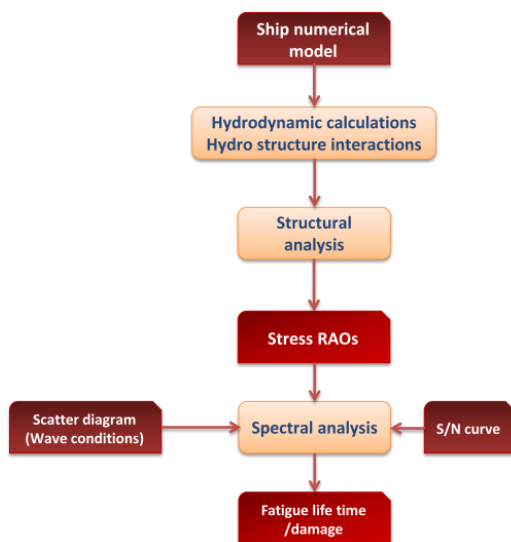 Ship numerical
model
Hydrodynamic calculations
Hydro structure interactions
Structural
analysis
Stress RAOs
Scatter diagram
(Wave conditions)
Spectral analysis
S/N curve
Fatigue life time
/damage